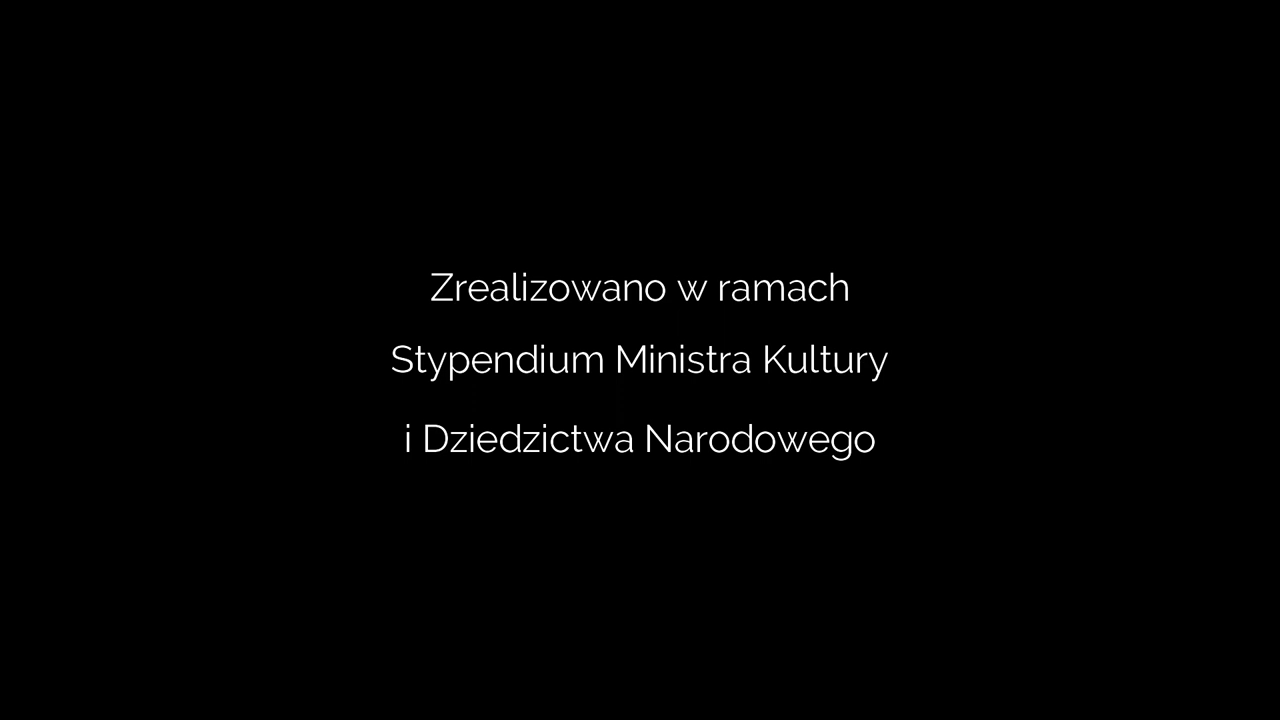 Zrealizowano w ramach
Stypendium Ministra Kultury
i Dziedzictwa Narodowego